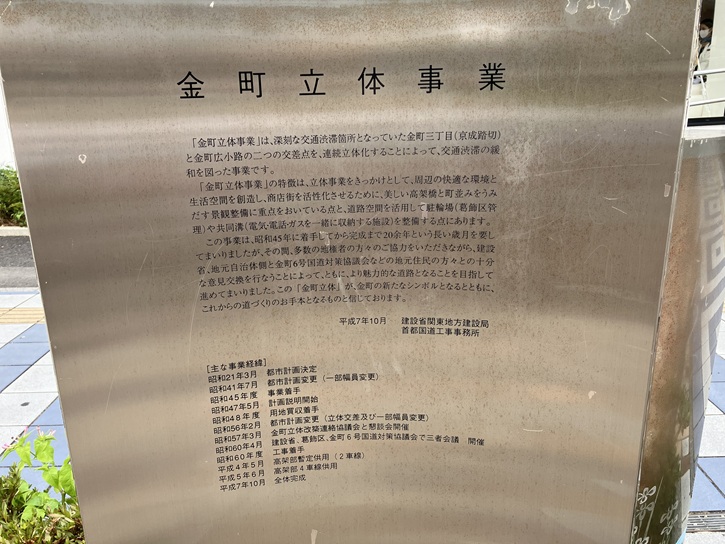 金町立体事業
「金町立体事業」は、深刻な交通渋滞箇所となっていた金町三丁目(京成踏切)
と金町広小路の二つの交差点を、連続立体化することによって、交通渋滞の緩
和を図った事業です。
「金町立体事業」の特徴は、立体事業をきっかけとして、周辺の快適な環境と
生活空間を創造し、商店街を活性化させるために、美しい高架橋と町並みをうみ
だす景観整備に重点をおいている点と、道路空間を活用して駐輪場(葛飾区管
理)や共同溝(電気・電話・ガスを一緒に収納する施設)を整備する点にあります。
この事業は、昭和45年に着手してから完成まで20余年という長い歳月を要し
てまいりましたが、その間、多数の地権者の方々のご協力をいただきながら、建設
省、地元自治体側と金町6号国道対策協議会などの地元住民の方々との十分
な意見交換を行なうことによって、ともに、より魅力的な道路となることを目指して
進めてまいりました。この「金町立体」が、金町の新たなシンボルとなるとともに、
これからの道づくりのお手本となるものと信じております。
平成7年10月 建設省関東地方建設局
首都国道工事事務所
[主な事業経緯]
昭和21年3月 都市計画決定
昭和41年7月 都市計画変更(一部幅員変更)
昭和45年度 事業着手
昭和47年5月 計画説明開始
昭和48年度 用地買収着手
昭和56年2月 都市計画変更(立体交差及び一部幅員変更)
昭和57年3月 金町立体改築連絡協議会と懇談会開催
昭和60年4月 建設省、葛飾区、金町6号国道対策協議会で三者会議 開催
昭和60年度 工事着手
平成4年5月 高架部暫定供用(2車線)
平成5年6月 高架部4車線供用
平成7年10月 全体完成